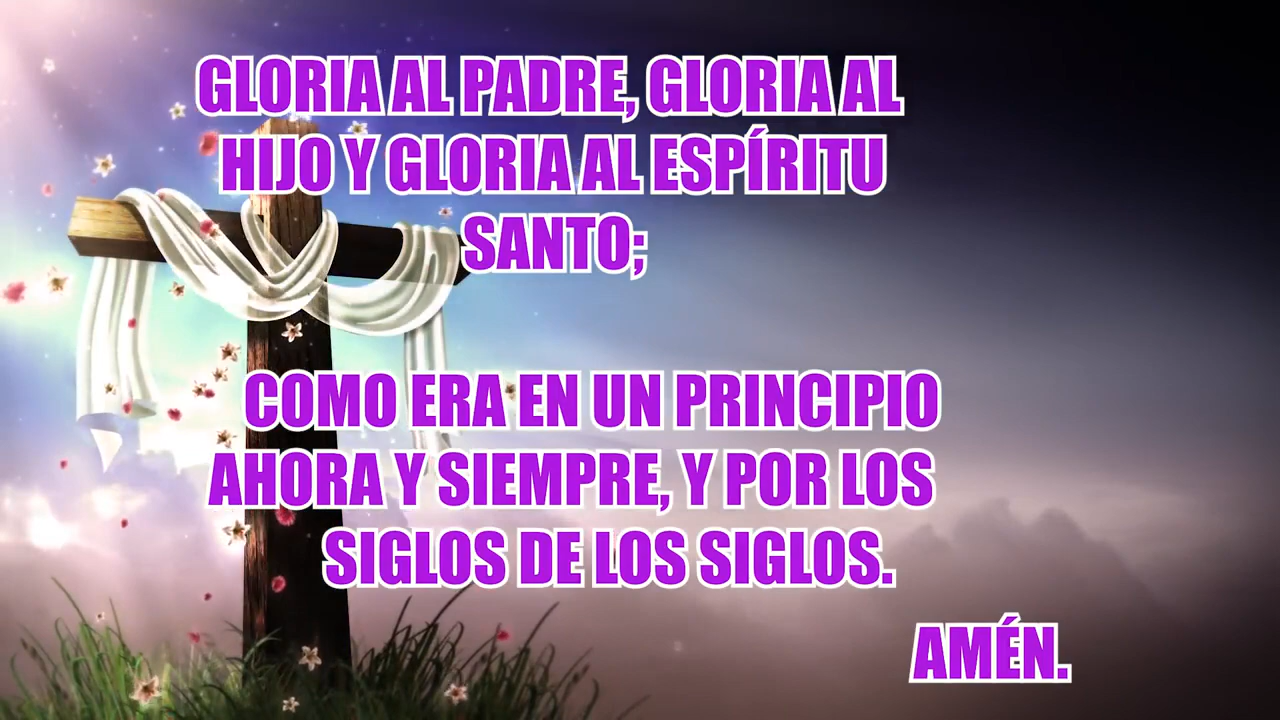 GLORIA AL PADRE, GLORIA AL
HIJO Y GLORIA AL ESPÍRITU
SANTO;
COMO ERA EN UN PRINCIPIO
AHORA Y SIEMPRE, Y POR LOS
SIGLOS DE LOS SIGLOS.
AMÉN.